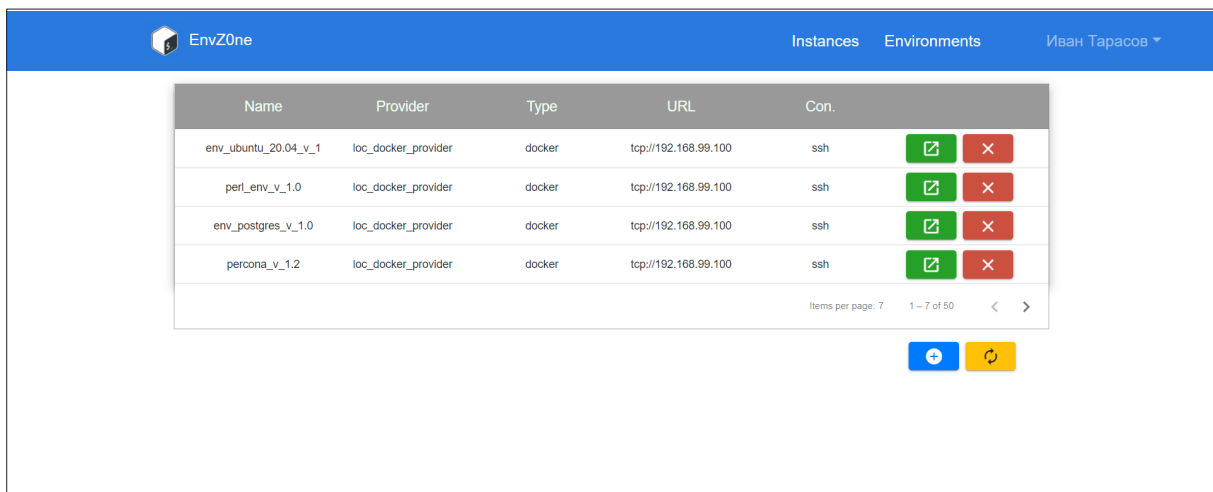 EnvZ0ne Instances Environments Иван Тарасов
Name Provider Type URL Con.
env_ubuntu_20.04_v_1 loc_docker_provider docker tcp://192.168.99.100 ssh
perl_env_v_1.0 loc_docker_provider docker tcp://192.168.99.100 ssh
env_postgres_v_1.0 loc_docker_provider docker tcp://192.168.99.100 ssh
percona_v_1.2 loc_docker_provider docker tcp://192.168.99.100 ssh
Items per page: 7 1 – 7 of 50